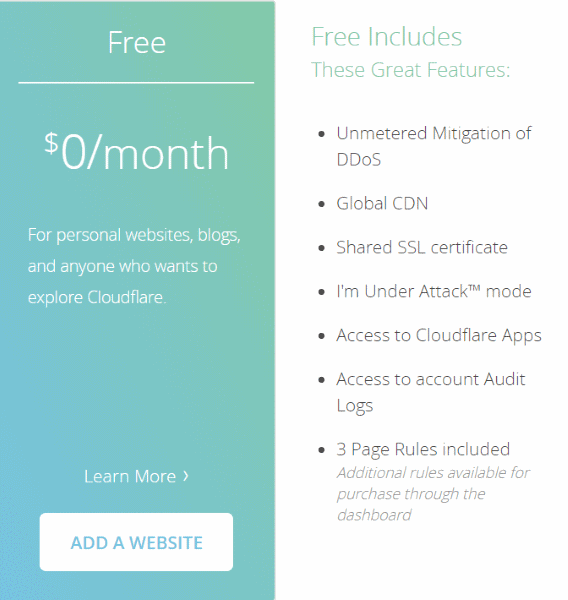 Free
$0/month
For personal websites, blogs,
and anyone who wants to
explore Cloudflare.
Learn More ›
ADD A WEBSITE
Free Includes
These Great Features:
• Unmetered Mitigation of
DDoS
• Global CDN
• Shared SSL certificate
• I'm Under Attack™ mode
• Access to Cloudflare Apps
• Access to account Audit
Logs
• 3 Page Rules included
Additional rules available for
purchase through the
dashboard